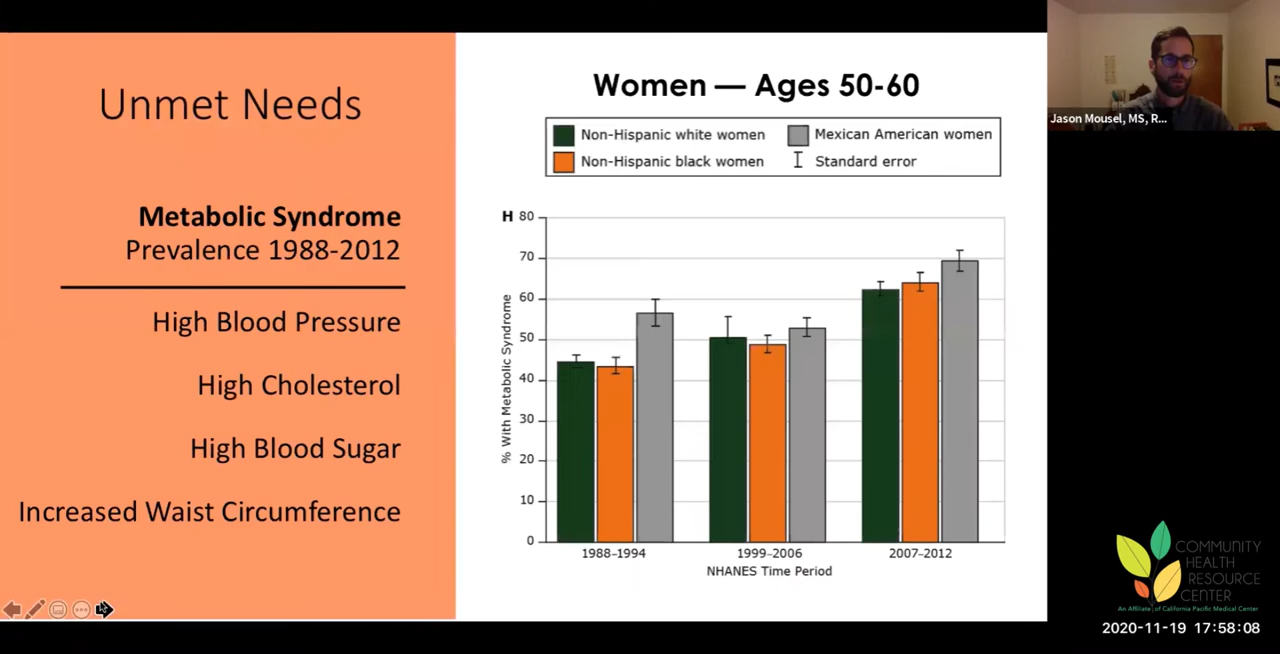 Unmet Needs
Metabolic Syndrome
Prevalence 1988-2012
High Blood Pressure
High Cholesterol
High Blood Sugar
Increased Waist Circumference
Women — Ages 50-60
Non-Hispanic white women
Mexican American women
Non-Hispanic black women
Standard error
H
80
70
60
50
40
30
20
10
0
% With Metabolic Syndrome
1988–1994
1999–2006
2007–2012
NHANES Time Period
Jason Mousel, MS, R...
COMMUNITY
HEALTH
RESOURCE
CENTER
An Affiliate of California Pacific Medical Center
2020-11-19 17:58:08